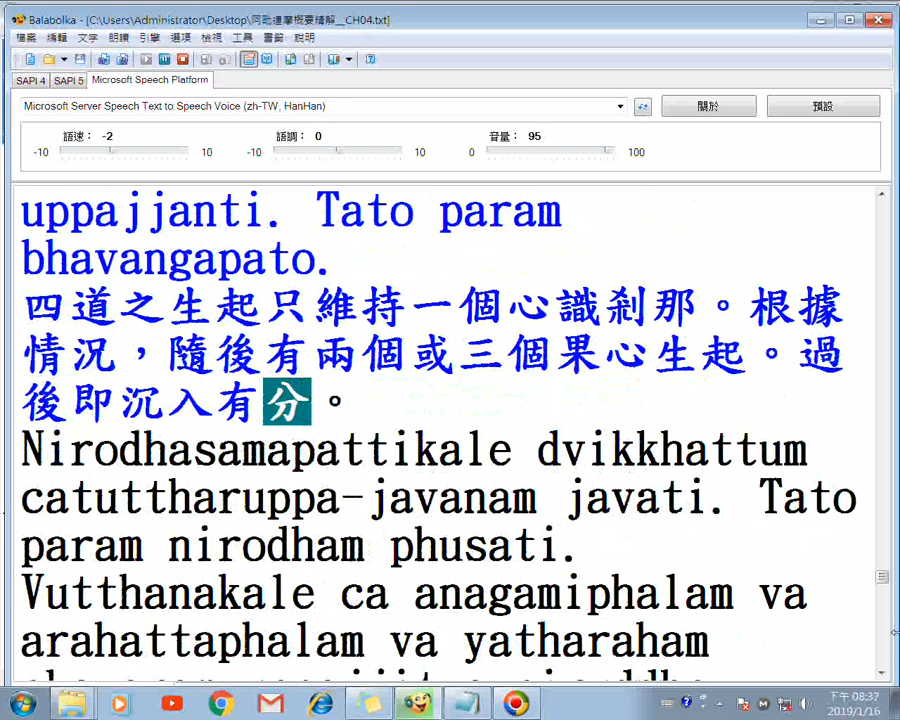 Balabolka - [C:\Users\Administrator\Desktop\阿毗達摩概要精解__CH04.txt]
檔案 編輯 文字 朗讀 引擎 選項 檢視 工具 書籤 說明
SAPI 4 SAPI 5 Microsoft Speech Platform
Microsoft Server Speech Text to Speech Voice (zh-TW, HanHan) 關於 預設
語速： -2 語調： 0 音量： 95
-10 10 -10 10 0 100
uppajjanti. Tato param
bhavangapato.
四道之生起只維持一個心識剎那。根據
情況，隨後有兩個或三個果心生起。過
後即沉入有分。
Nirodhasamapattikale dvikkhattum
catuttharuppa-javanam javati. Tato
param nirodham phusati.
Vutthanakale ca anagamiphalam va
arahattaphalam va yatharaham
下午 08:37
2019/1/16